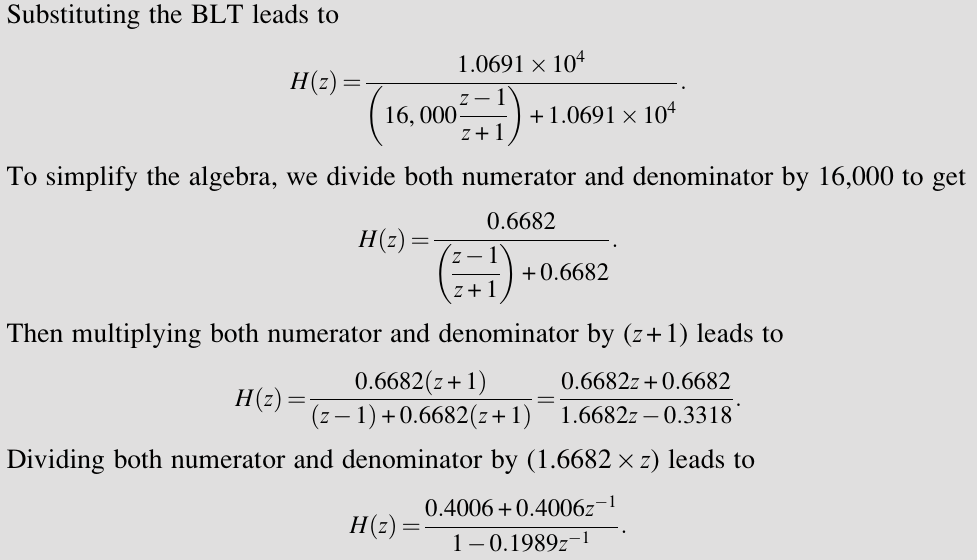 Substituting the BLT leads to
H(z) = \frac{1.0691 × 10^4}{\left(16,000\frac{z − 1}{z + 1}\right) + 1.0691 × 10^4}.
To simplify the algebra, we divide both numerator and denominator by 16,000 to get
H(z) = \frac{0.6682}{\left(\frac{z − 1}{z + 1}\right) + 0.6682}.
Then multiplying both numerator and denominator by (z + 1) leads to
H(z) = \frac{0.6682(z + 1)}{(z − 1) + 0.6682(z + 1)} = \frac{0.6682z + 0.6682}{1.6682z − 0.3318}.
Dividing both numerator and denominator by (1.6682 × z) leads to
H(z) = \frac{0.4006 + 0.4006z^{−1}}{1 − 0.1989z^{−1}}.